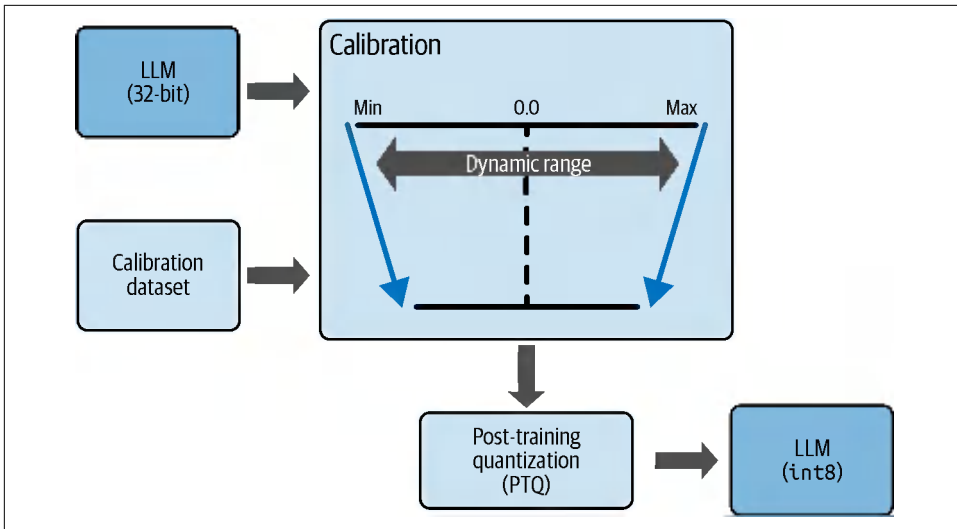 LLM
(32-bit)
Calibration
Min 0.0 Max
Dynamic range
Calibration
dataset
Post-training
quantization
(PTQ)
LLM
(int8)